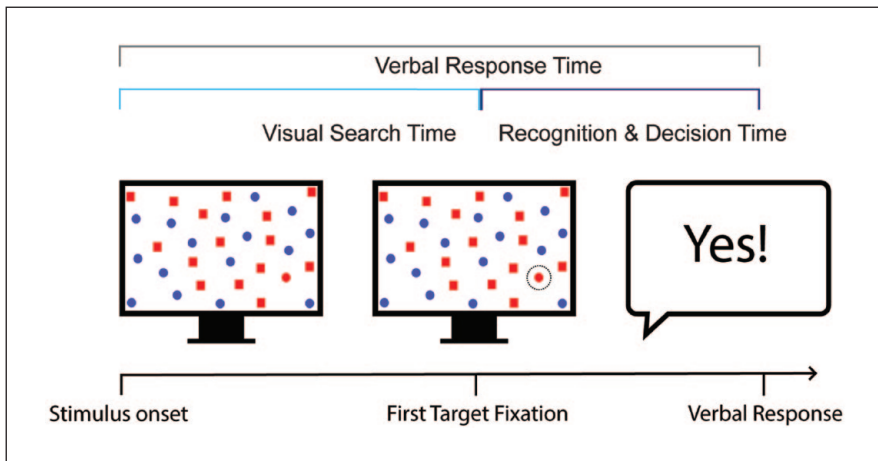 Verbal Response Time
Visual Search Time
Recognition & Decision Time
Yes!
Stimulus onset
First Target Fixation
Verbal Response